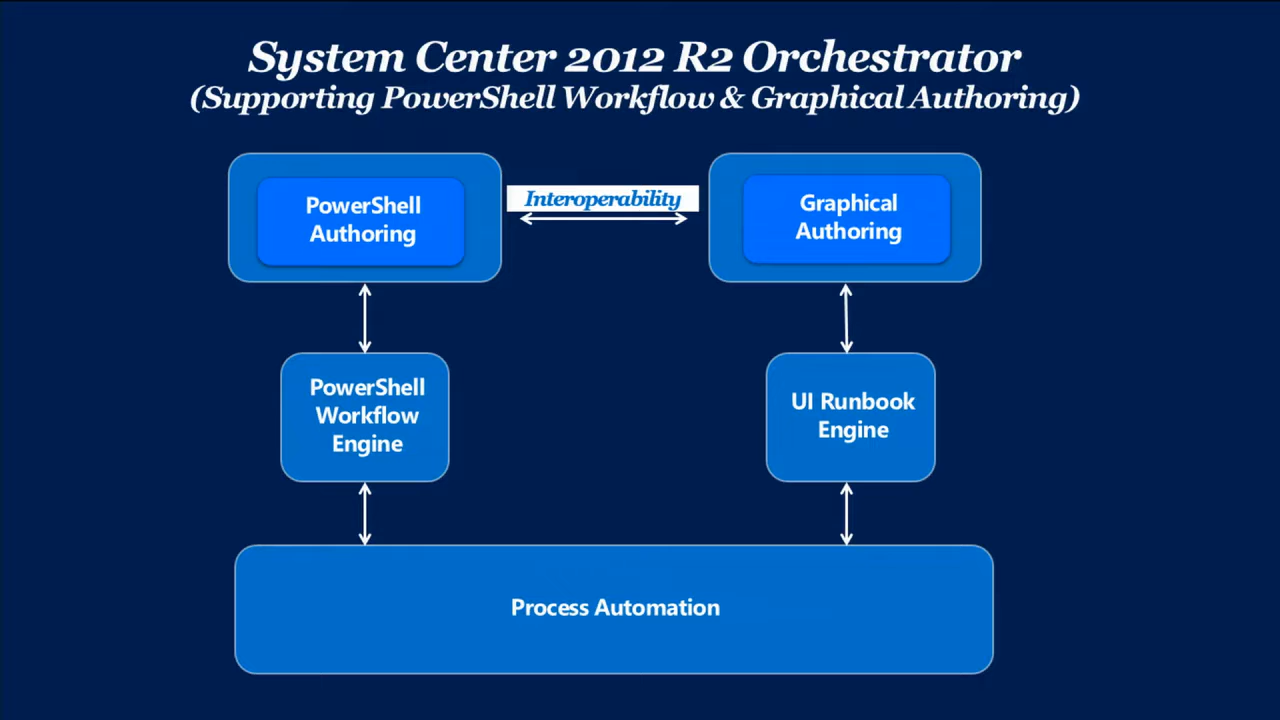 System Center 2012 R2 Orchestrator
(Supporting PowerShell Workflow & Graphical Authoring)
PowerShell
Authoring
Interoperability
Graphical
Authoring
PowerShell
Workflow
Engine
UI Runbook
Engine
Process Automation